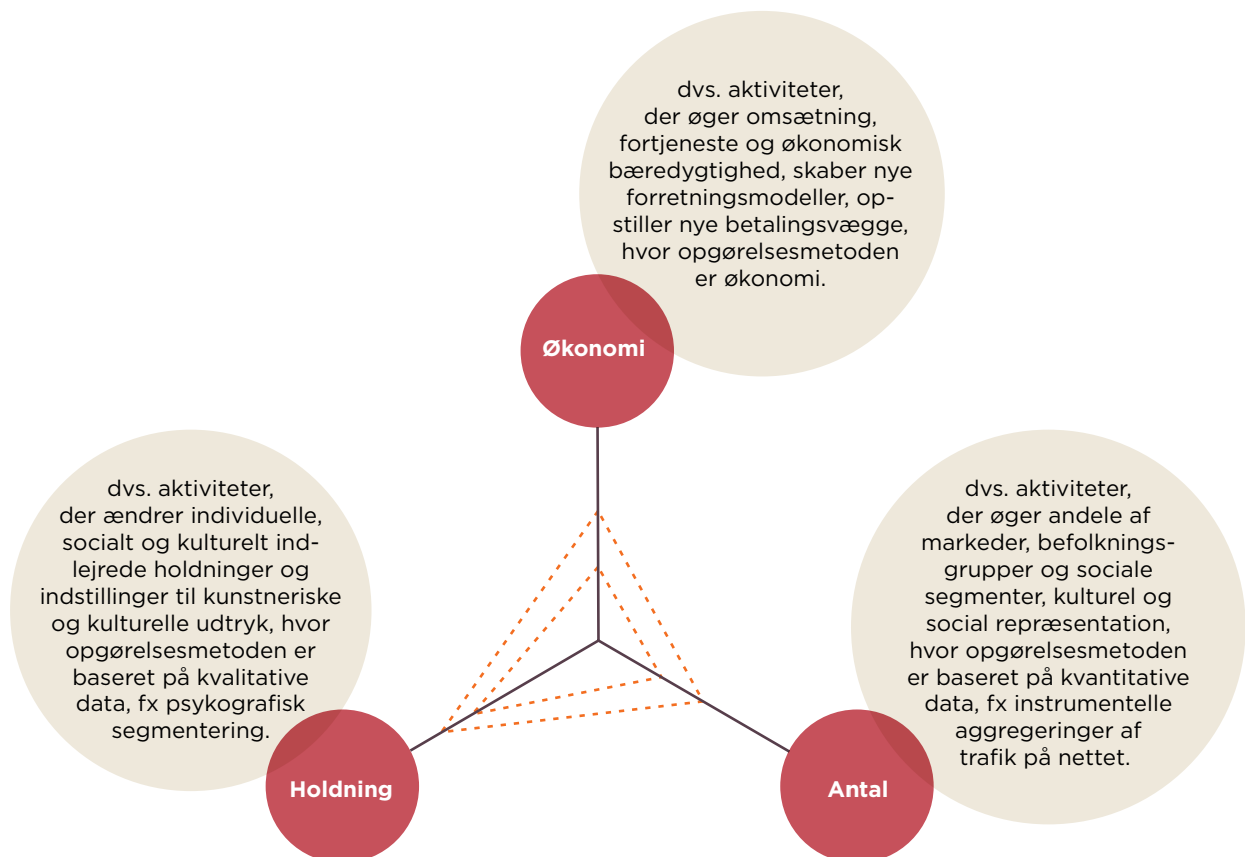 dvs. aktiviteter,
der øger omsætning,
fortjeneste og økonomisk
bæredygtighed, skaber nye
forretningsmodeller, op-
stiller nye betalingsvægge,
hvor opgørelsesmetoden
er økonomi.
Økonomi
dvs. aktiviteter,
der ændrer individuelle,
socialt og kulturelt ind-
lejrede holdninger og
indstillinger til kunstneriske
og kulturelle udtryk, hvor
opgørelsesmetoden er
baseret på kvalitative
data, fx psykografisk
segmentering.
Holdning
dvs. aktiviteter,
der øger andele af
markeder, befolknings-
grupper og sociale
segmenter, kulturel og
social repræsentation,
hvor opgørelsesmetoden
er baseret på kvantitative
data, fx instrumentelle
aggregeringer af
trafik på nettet.
Antal